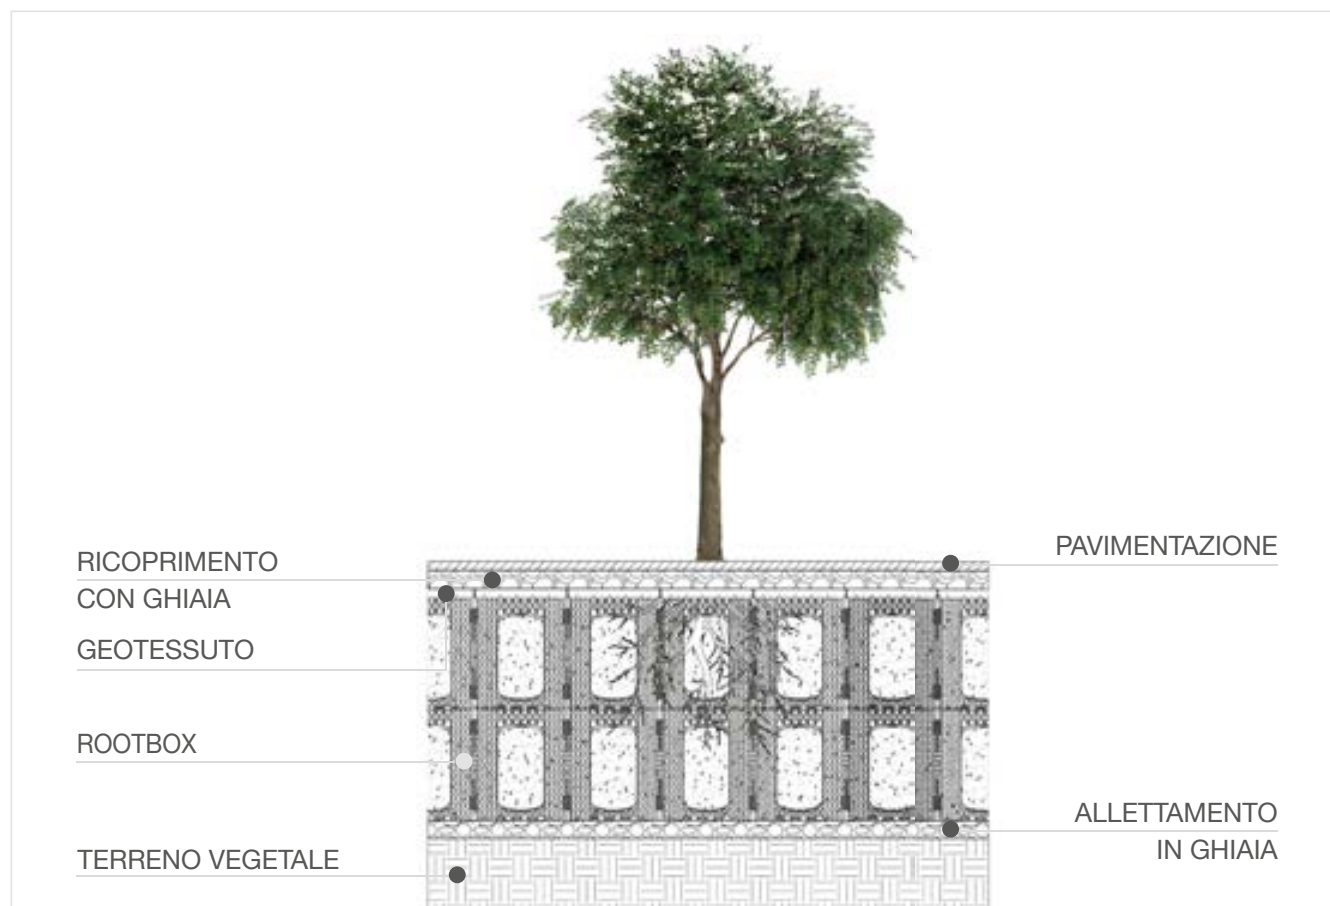 RICOPRIMENTO
CON GHIAIA
GEOTESSUTO
ROOTBOX
TERRENO VEGETALE
PAVIMENTAZIONE
ALLETTAMENTO
IN GHIAIA